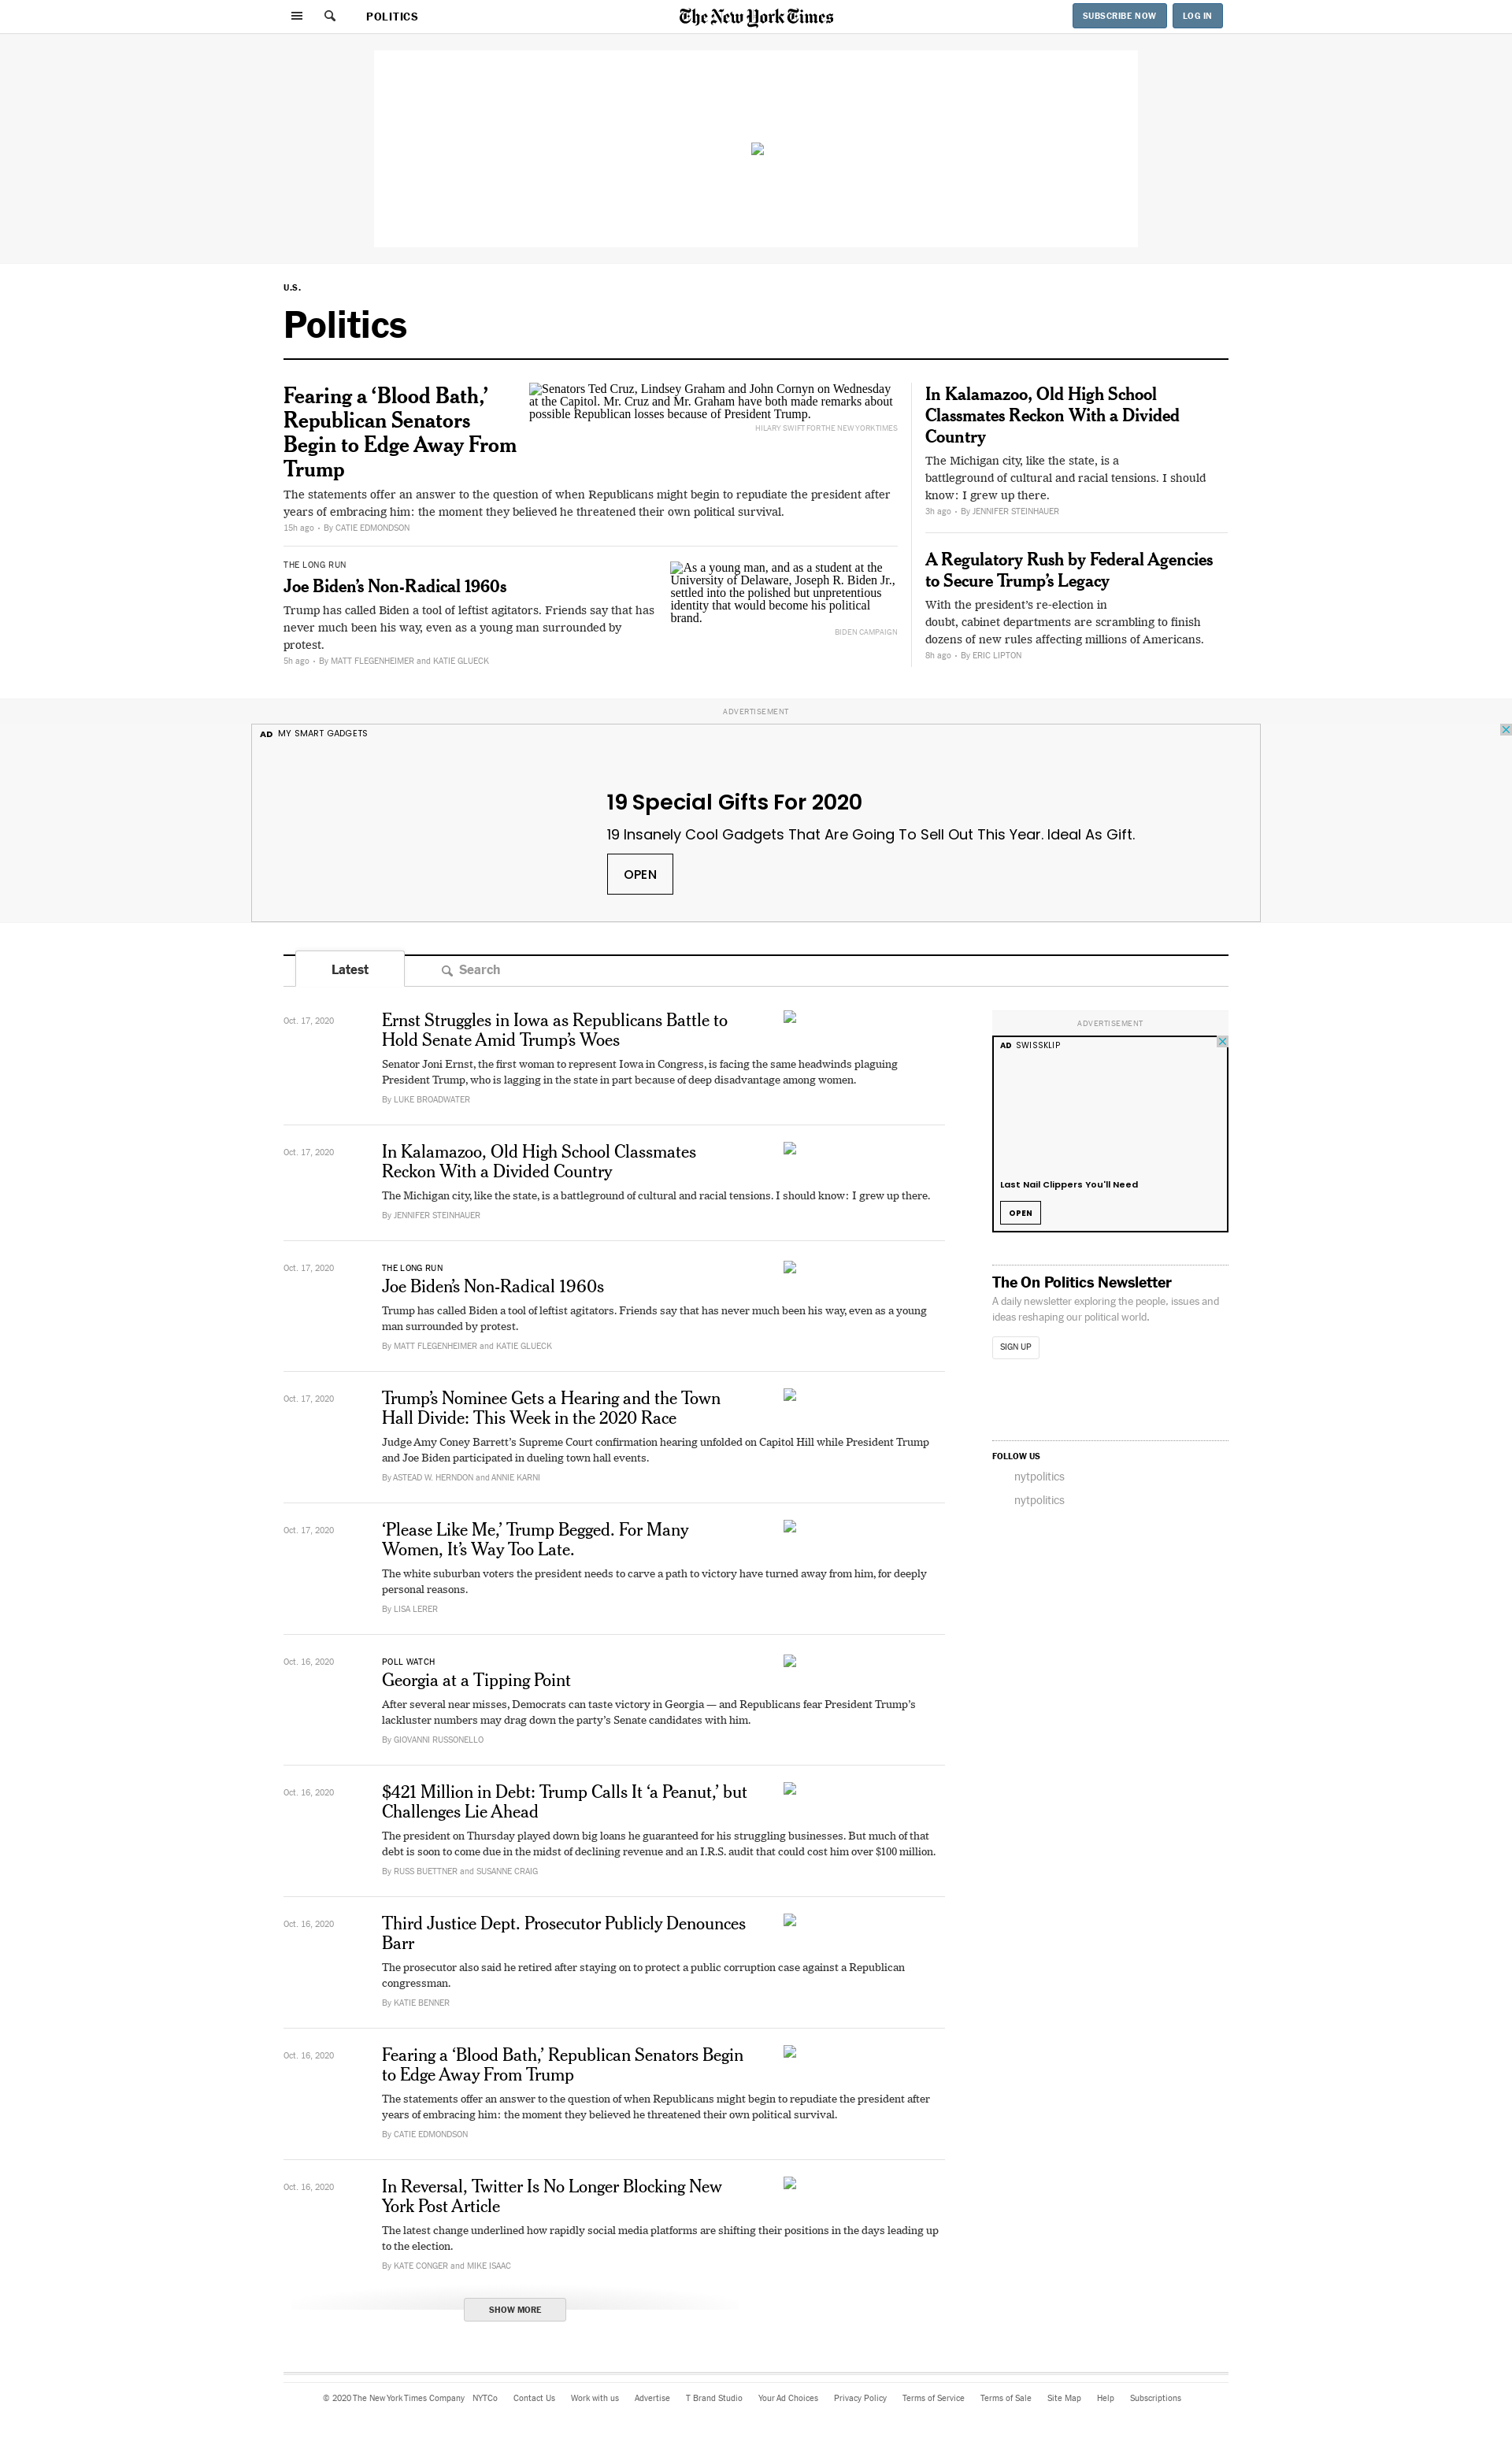 POLITICS
The New York Times
SUBSCRIBE NOW
LOG IN
U.S.
Politics
Fearing a ‘Blood Bath,’
Republican Senators
Begin to Edge Away From
Trump
Senators Ted Cruz, Lindsey Graham and John Cornyn on Wednesday
at the Capitol. Mr. Cruz and Mr. Graham have both made remarks about
possible Republican losses because of President Trump.
HILARY SWIFT FOR THE NEW YORK TIMES
The statements offer an answer to the question of when Republicans might begin to repudiate the president after
years of embracing him: the moment they believed he threatened their own political survival.
15h ago • By CATIE EDMONDSON
THE LONG RUN
Joe Biden’s Non-Radical 1960s
Trump has called Biden a tool of leftist agitators. Friends say that has
never much been his way, even as a young man surrounded by
protest.
5h ago • By MATT FLEGENHEIMER and KATIE GLUECK
As a young man, and as a student at the
University of Delaware, Joseph R. Biden Jr.,
settled into the polished but unpretentious
identity that would become his political
brand.
BIDEN CAMPAIGN
In Kalamazoo, Old High School
Classmates Reckon With a Divided
Country
The Michigan city, like the state, is a
battleground of cultural and racial tensions. I should
know: I grew up there.
3h ago • By JENNIFER STEINHAUER
A Regulatory Rush by Federal Agencies
to Secure Trump’s Legacy
With the president’s re-election in
doubt, cabinet departments are scrambling to finish
dozens of new rules affecting millions of Americans.
8h ago • By ERIC LIPTON
ADVERTISEMENT
AD MY SMART GADGETS
19 Special Gifts For 2020
19 Insanely Cool Gadgets That Are Going To Sell Out This Year. Ideal As Gift.
OPEN
Latest
Search
Oct. 17, 2020
Ernst Struggles in Iowa as Republicans Battle to
Hold Senate Amid Trump’s Woes
Senator Joni Ernst, the first woman to represent Iowa in Congress, is facing the same headwinds plaguing
President Trump, who is lagging in the state in part because of deep disadvantage among women.
By LUKE BROADWATER
Oct. 17, 2020
In Kalamazoo, Old High School Classmates
Reckon With a Divided Country
The Michigan city, like the state, is a battleground of cultural and racial tensions. I should know: I grew up there.
By JENNIFER STEINHAUER
Oct. 17, 2020
THE LONG RUN
Joe Biden’s Non-Radical 1960s
Trump has called Biden a tool of leftist agitators. Friends say that has never much been his way, even as a young
man surrounded by protest.
By MATT FLEGENHEIMER and KATIE GLUECK
Oct. 17, 2020
Trump’s Nominee Gets a Hearing and the Town
Hall Divide: This Week in the 2020 Race
Judge Amy Coney Barrett’s Supreme Court confirmation hearing unfolded on Capitol Hill while President Trump
and Joe Biden participated in dueling town hall events.
By ASTEAD W. HERNDON and ANNIE KARNI
Oct. 17, 2020
‘Please Like Me,’ Trump Begged. For Many
Women, It’s Way Too Late.
The white suburban voters the president needs to carve a path to victory have turned away from him, for deeply
personal reasons.
By LISA LERER
Oct. 16, 2020
POLL WATCH
Georgia at a Tipping Point
After several near misses, Democrats can taste victory in Georgia — and Republicans fear President Trump’s
lackluster numbers may drag down the party’s Senate candidates with him.
By GIOVANNI RUSSONELLO
Oct. 16, 2020
$421 Million in Debt: Trump Calls It ‘a Peanut,’ but
Challenges Lie Ahead
The president on Thursday played down big loans he guaranteed for his struggling businesses. But much of that
debt is soon to come due in the midst of declining revenue and an I.R.S. audit that could cost him over $100 million.
By RUSS BUETTNER and SUSANNE CRAIG
Oct. 16, 2020
Third Justice Dept. Prosecutor Publicly Denounces
Barr
The prosecutor also said he retired after staying on to protect a public corruption case against a Republican
congressman.
By KATIE BENNER
Oct. 16, 2020
Fearing a ‘Blood Bath,’ Republican Senators Begin
to Edge Away From Trump
The statements offer an answer to the question of when Republicans might begin to repudiate the president after
years of embracing him: the moment they believed he threatened their own political survival.
By CATIE EDMONDSON
Oct. 16, 2020
In Reversal, Twitter Is No Longer Blocking New
York Post Article
The latest change underlined how rapidly social media platforms are shifting their positions in the days leading up
to the election.
By KATE CONGER and MIKE ISAAC
SHOW MORE
ADVERTISEMENT
AD SWISSKLIP
Last Nail Clippers You'll Need
OPEN
The On Politics Newsletter
A daily newsletter exploring the people, issues and
ideas reshaping our political world.
SIGN UP
FOLLOW US
nytpolitics
nytpolitics
© 2020 The New York Times Company NYTCo Contact Us Work with us Advertise T Brand Studio Your Ad Choices Privacy Policy Terms of Service Terms of Sale Site Map Help Subscriptions